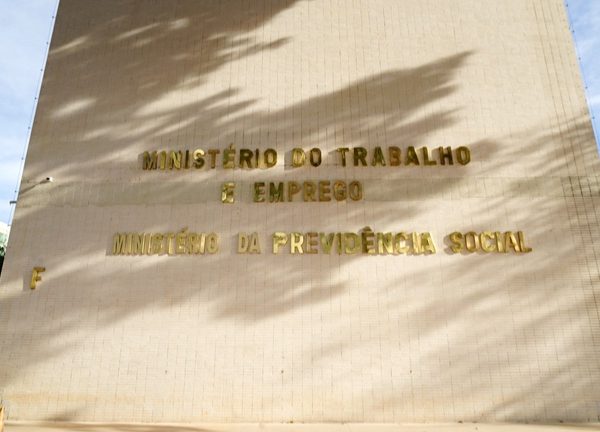 MINISTÉRIO DO TRABALHO
E EMPREGO
MINISTÉRIO DA PREVIDÊNCIA SOCIAL
F